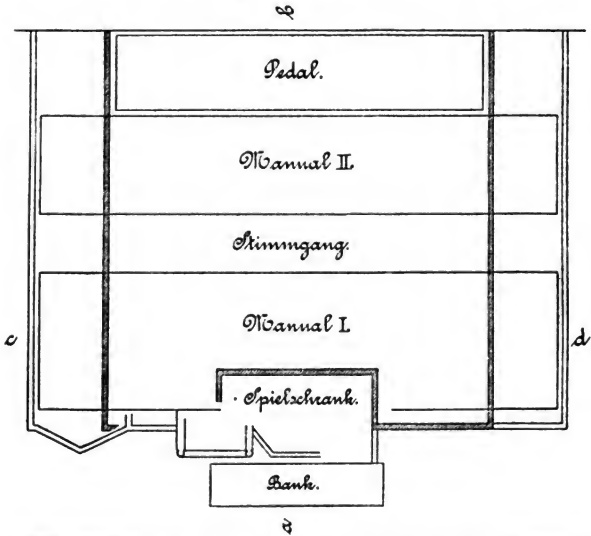 b
Pedal.
Manual II.
Stimmgang.
Manual I.
c
d
Spielschrank.
Bank.
a